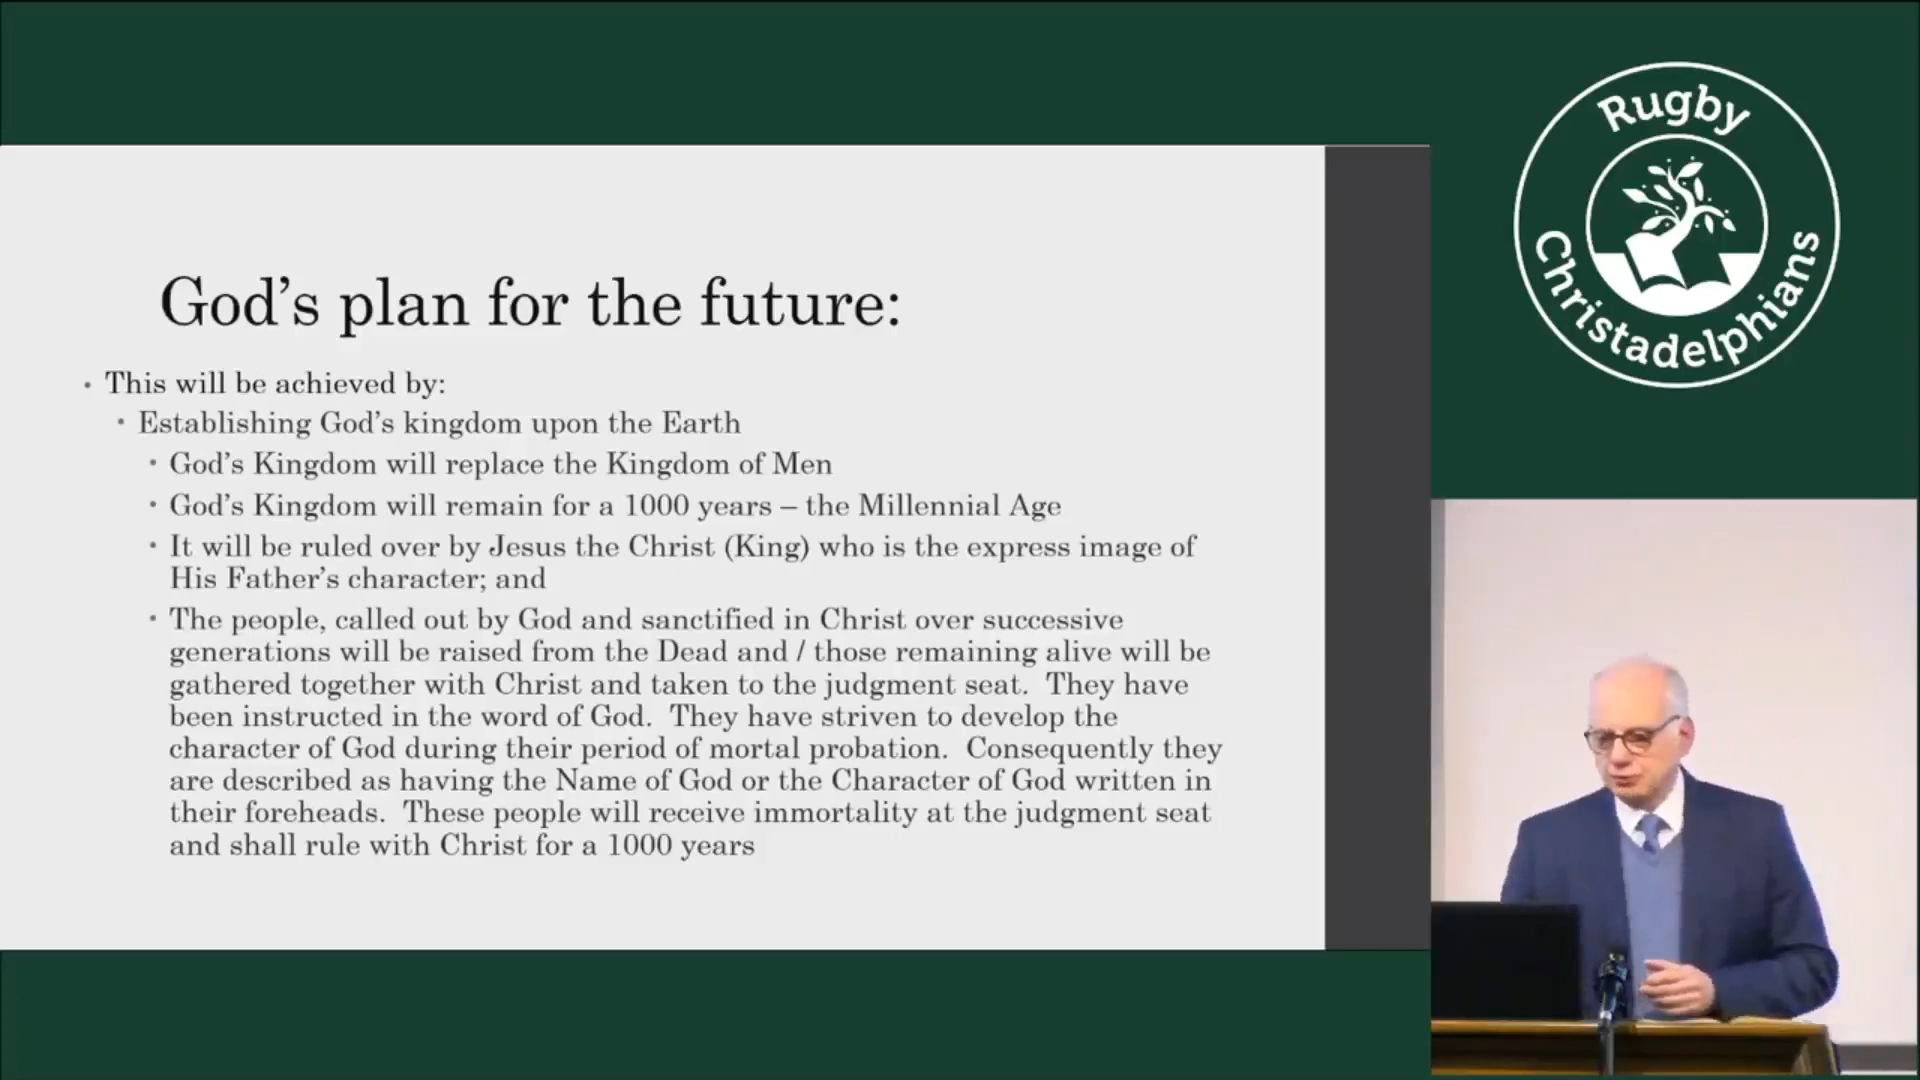 God's plan for the future:
• This will be achieved by:
• Establishing God's kingdom upon the Earth
• God's Kingdom will replace the Kingdom of Men
• God's Kingdom will remain for a 1000 years – the Millennial Age
• It will be ruled over by Jesus the Christ (King) who is the express image of
His Father's character; and
• The people, called out by God and sanctified in Christ over successive
generations will be raised from the Dead and / those remaining alive will be
gathered together with Christ and taken to the judgment seat.  They have
been instructed in the word of God.  They have striven to develop the
character of God during their period of mortal probation.  Consequently they
are described as having the Name of God or the Character of God written in
their foreheads.  These people will receive immortality at the judgment seat
and shall rule with Christ for a 1000 years
Rugby
Christadelphians